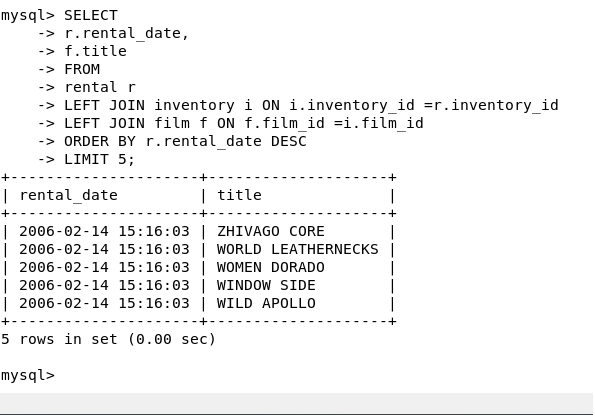 mysql> SELECT
    -> r.rental_date,
    -> f.title
    -> FROM
    -> rental r
    -> LEFT JOIN inventory i ON i.inventory_id =r.inventory_id
    -> LEFT JOIN film f ON f.film_id =i.film_id
    -> ORDER BY r.rental_date DESC
    -> LIMIT 5;
+---------------------+--------------------+
| rental_date         | title              |
+---------------------+--------------------+
| 2006-02-14 15:16:03 | ZHIVAGO CORE       |
| 2006-02-14 15:16:03 | WORLD LEATHERNECKS |
| 2006-02-14 15:16:03 | WOMEN DORADO       |
| 2006-02-14 15:16:03 | WINDOW SIDE        |
| 2006-02-14 15:16:03 | WILD APOLLO        |
+---------------------+--------------------+
5 rows in set (0.00 sec)

mysql>